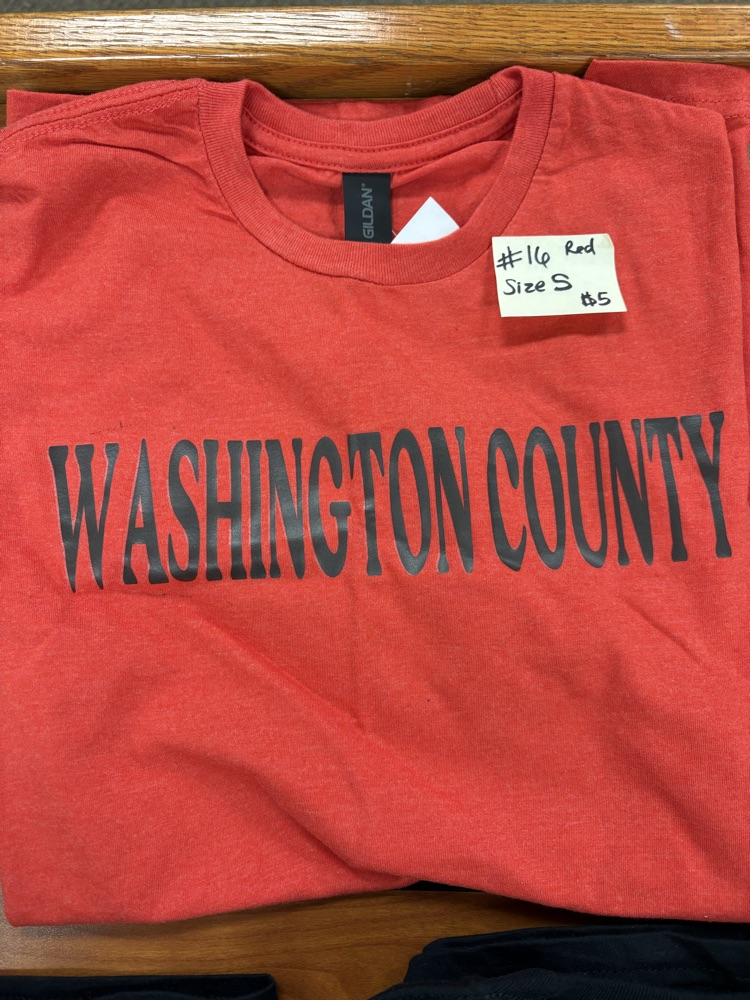 GILDAN®
#16 Red
Size S
$5
WASHINGTON COUNTY